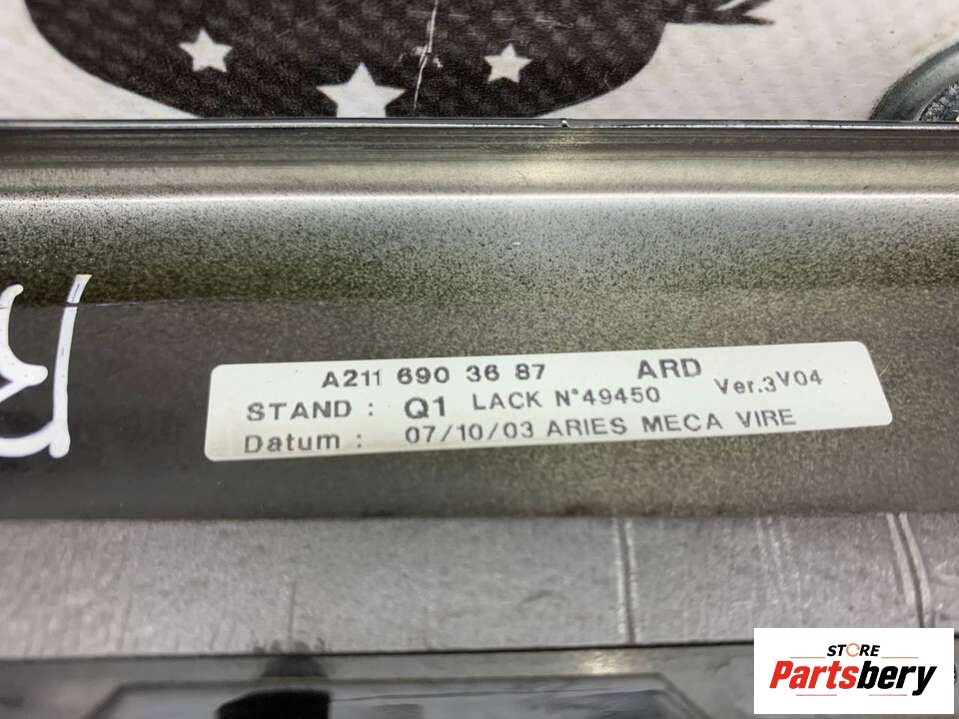 A211 690 36 87 ARD
STAND : Q1 LACK N°49450 Ver.3V04
Datum : 07/10/03 ARIES MECA VIRE
STORE
Partsbery